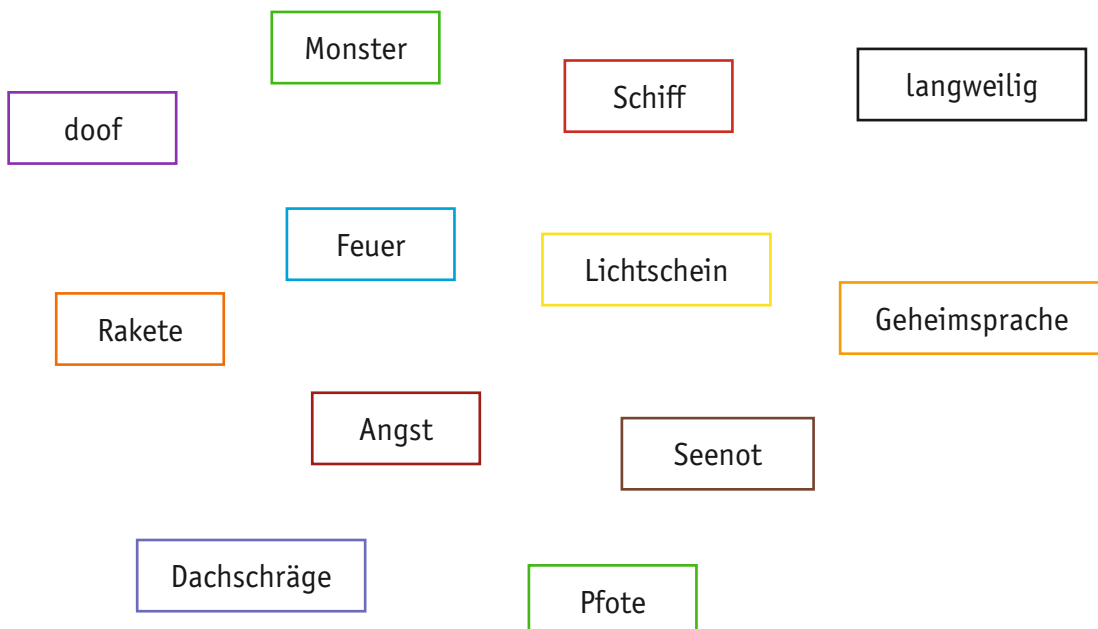 Monster
Schiff
langweilig
doof
Feuer
Lichtschein
Geheimsprache
Rakete
Angst
Seenot
Dachschräge
Pfote